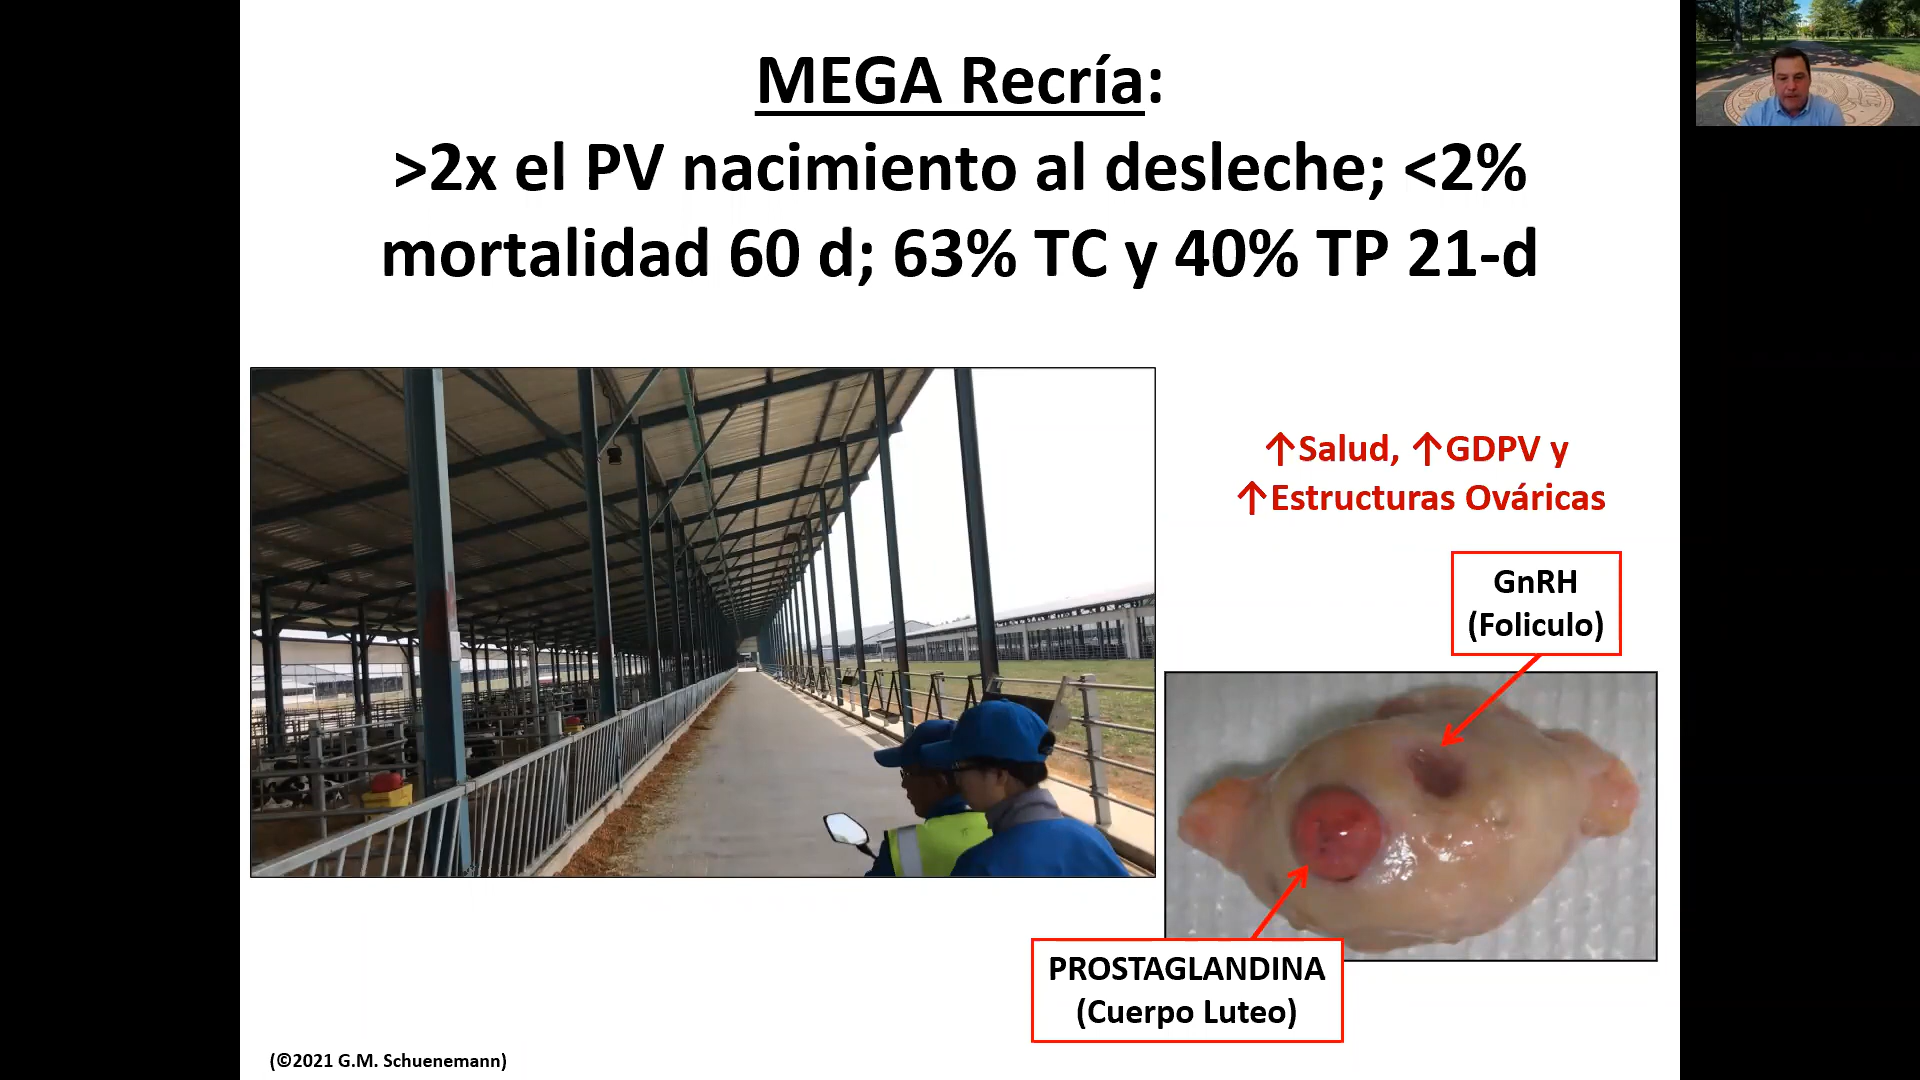 MEGA Recría:
>2x el PV nacimiento al desleche; <2%
mortalidad 60 d; 63% TC y 40% TP 21-d
↑Salud, ↑GDPV y
↑Estructuras Ováricas
GnRH
(Foliculo)
PROSTAGLANDINA
(Cuerpo Luteo)
(©2021 G.M. Schuenemann)